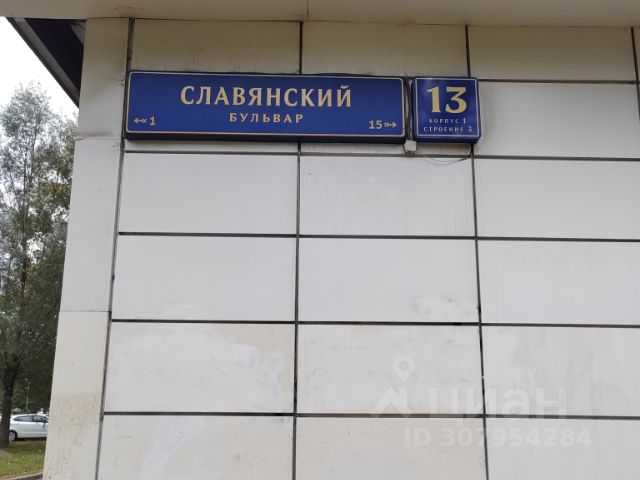 СЛАВЯНСКИЙ
БУЛЬВАР
1
15
13
КОРПУС 1
СТРОЕНИЕ 3
циан
ID 307954284